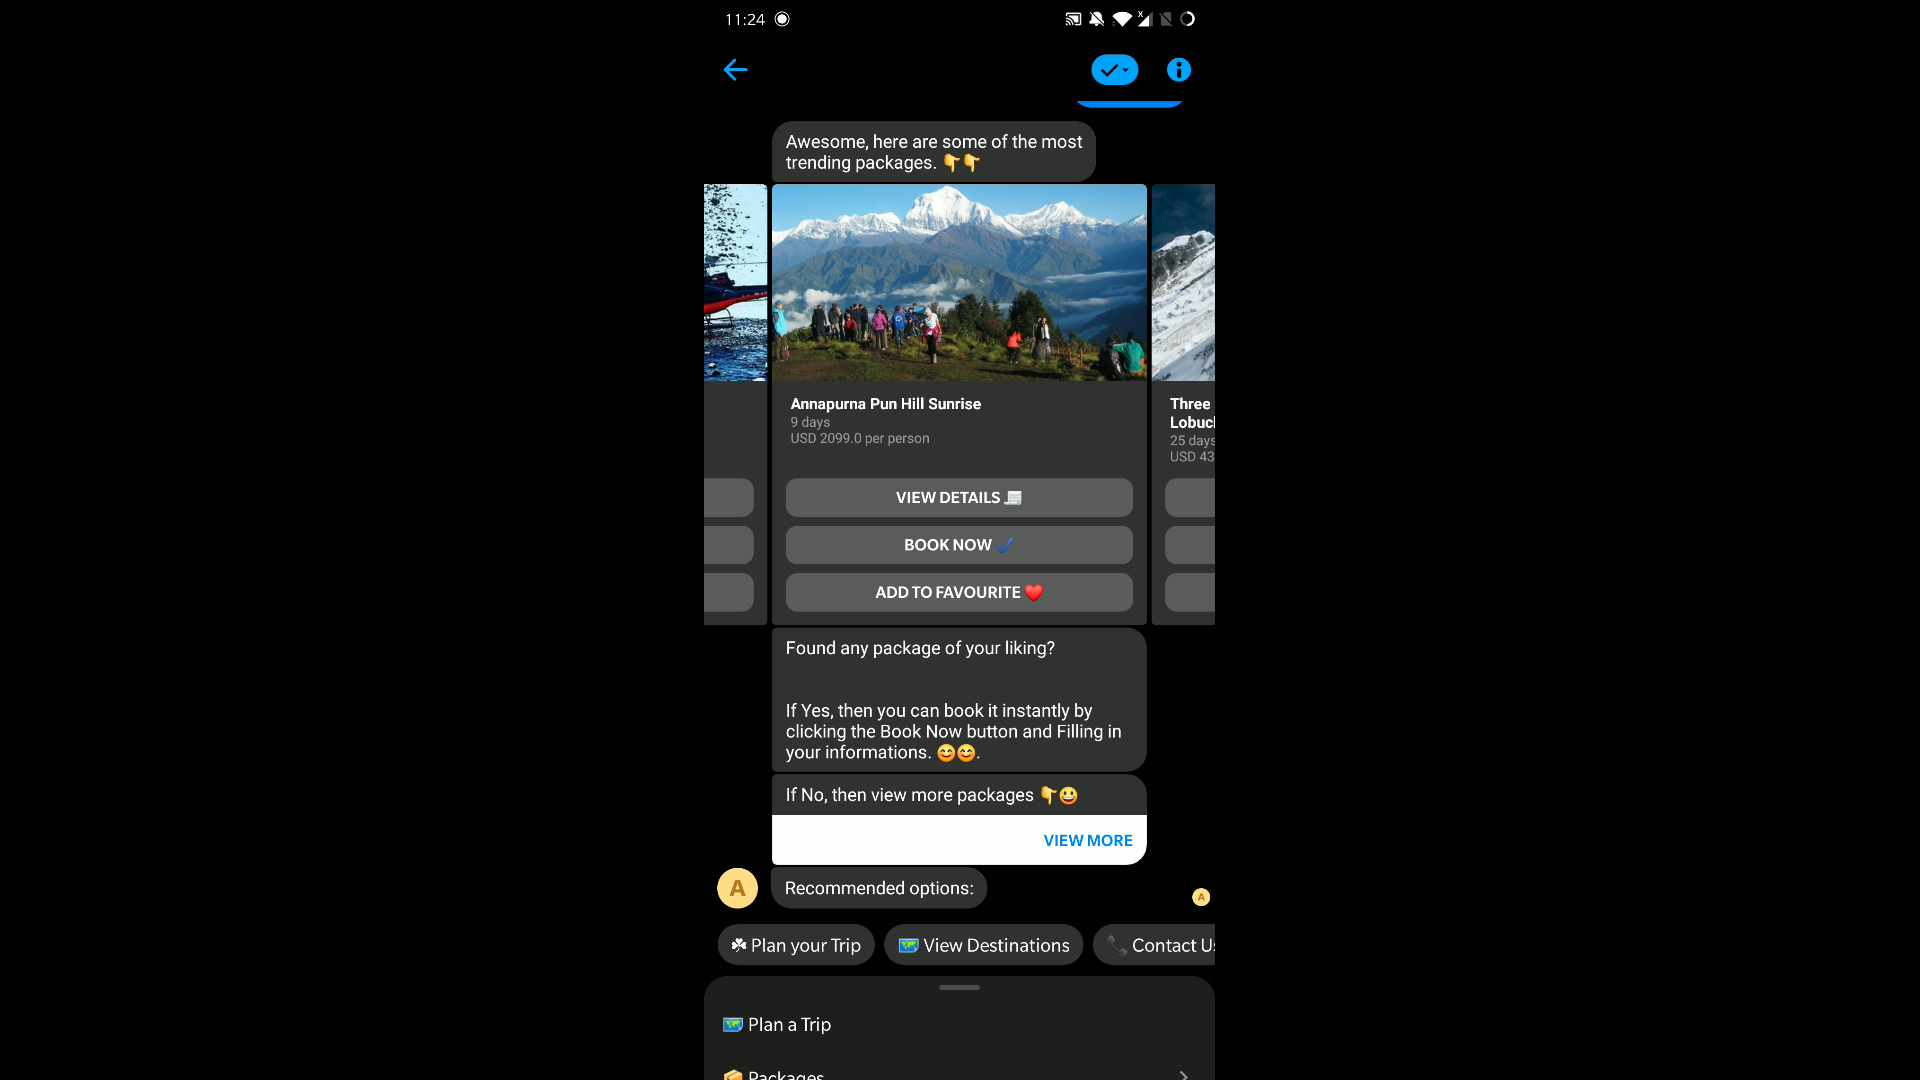 11:24
Awesome, here are some of the most
trending packages. 👇👇
Annapurna Pun Hill Sunrise
9 days
USD 2099.0 per person
VIEW DETAILS
BOOK NOW ✔
ADD TO FAVOURITE ❤
Three
25 days
USD 43
Found any package of your liking?
If Yes, then you can book it instantly by
clicking the Book Now button and Filling in
your informations. 😊😊.
If No, then view more packages 👇😃
VIEW MORE
A
Recommended options:
A
☘ Plan your Trip
🗺 View Destinations
📞 Contact Us
🗺 Plan a Trip
📦 Packages